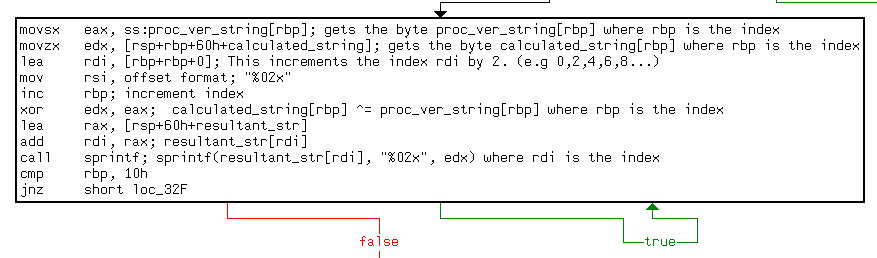 movsx   eax, ss:proc_ver_string[rbp]; gets the byte proc_ver_string[rbp] where rbp is the index
movzx   edx, [rsp+rbp+60h+calculated_string]; gets the byte calculated_string[rbp] where rbp is the index
lea     rdi, [rbp+rbp+0]; This increments the index rdi by 2. (e.g 0,2,4,6,8...)
mov     rsi, offset format; "%02x"
inc     rbp; increment index
xor     edx, eax;  calculated_string[rbp] ^= proc_ver_string[rbp] where rbp is the index
lea     rax, [rsp+60h+resultant_str]
add     rdi, rax; resultant_str[rdi]
call    sprintf; sprintf(resultant_str[rdi], "%02x", edx) where rdi is the index
cmp     rbp, 10h
jnz     short loc_32F
false
true